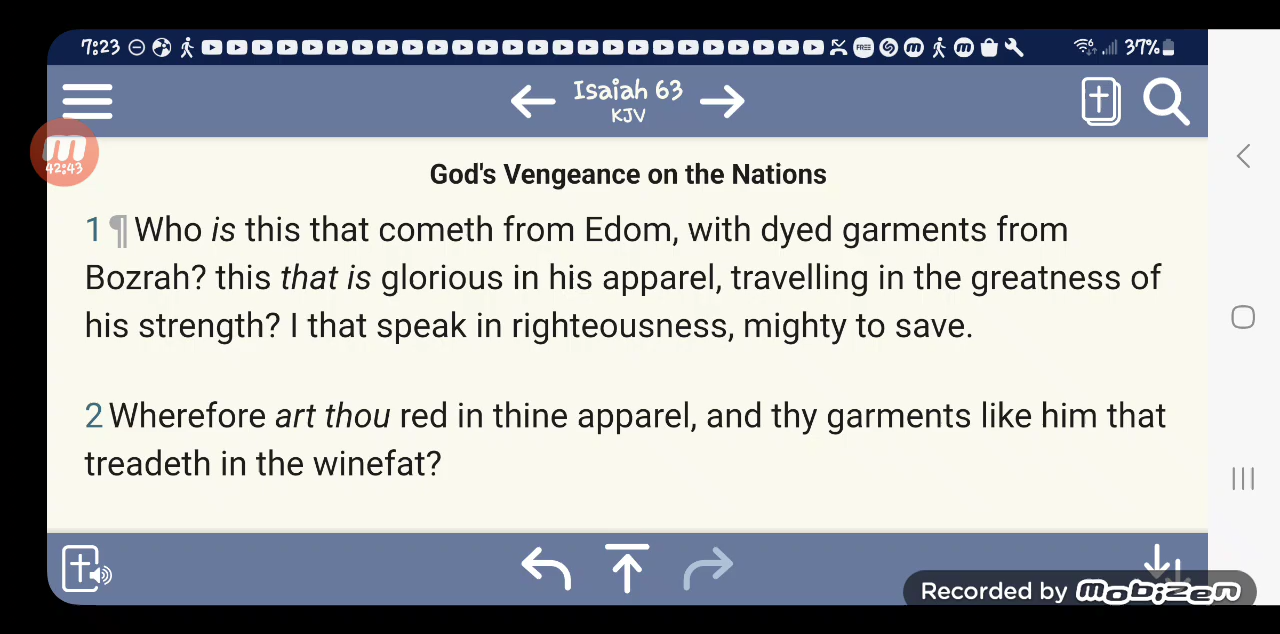 7:23 FREE 37%
Isaiah 63
KJV
42:43
God's Vengeance on the Nations
1 ¶ Who is this that cometh from Edom, with dyed garments from
Bozrah? this that is glorious in his apparel, travelling in the greatness of
his strength? I that speak in righteousness, mighty to save.
2 Wherefore art thou red in thine apparel, and thy garments like him that
treadeth in the winefat?
Recorded by mobizen